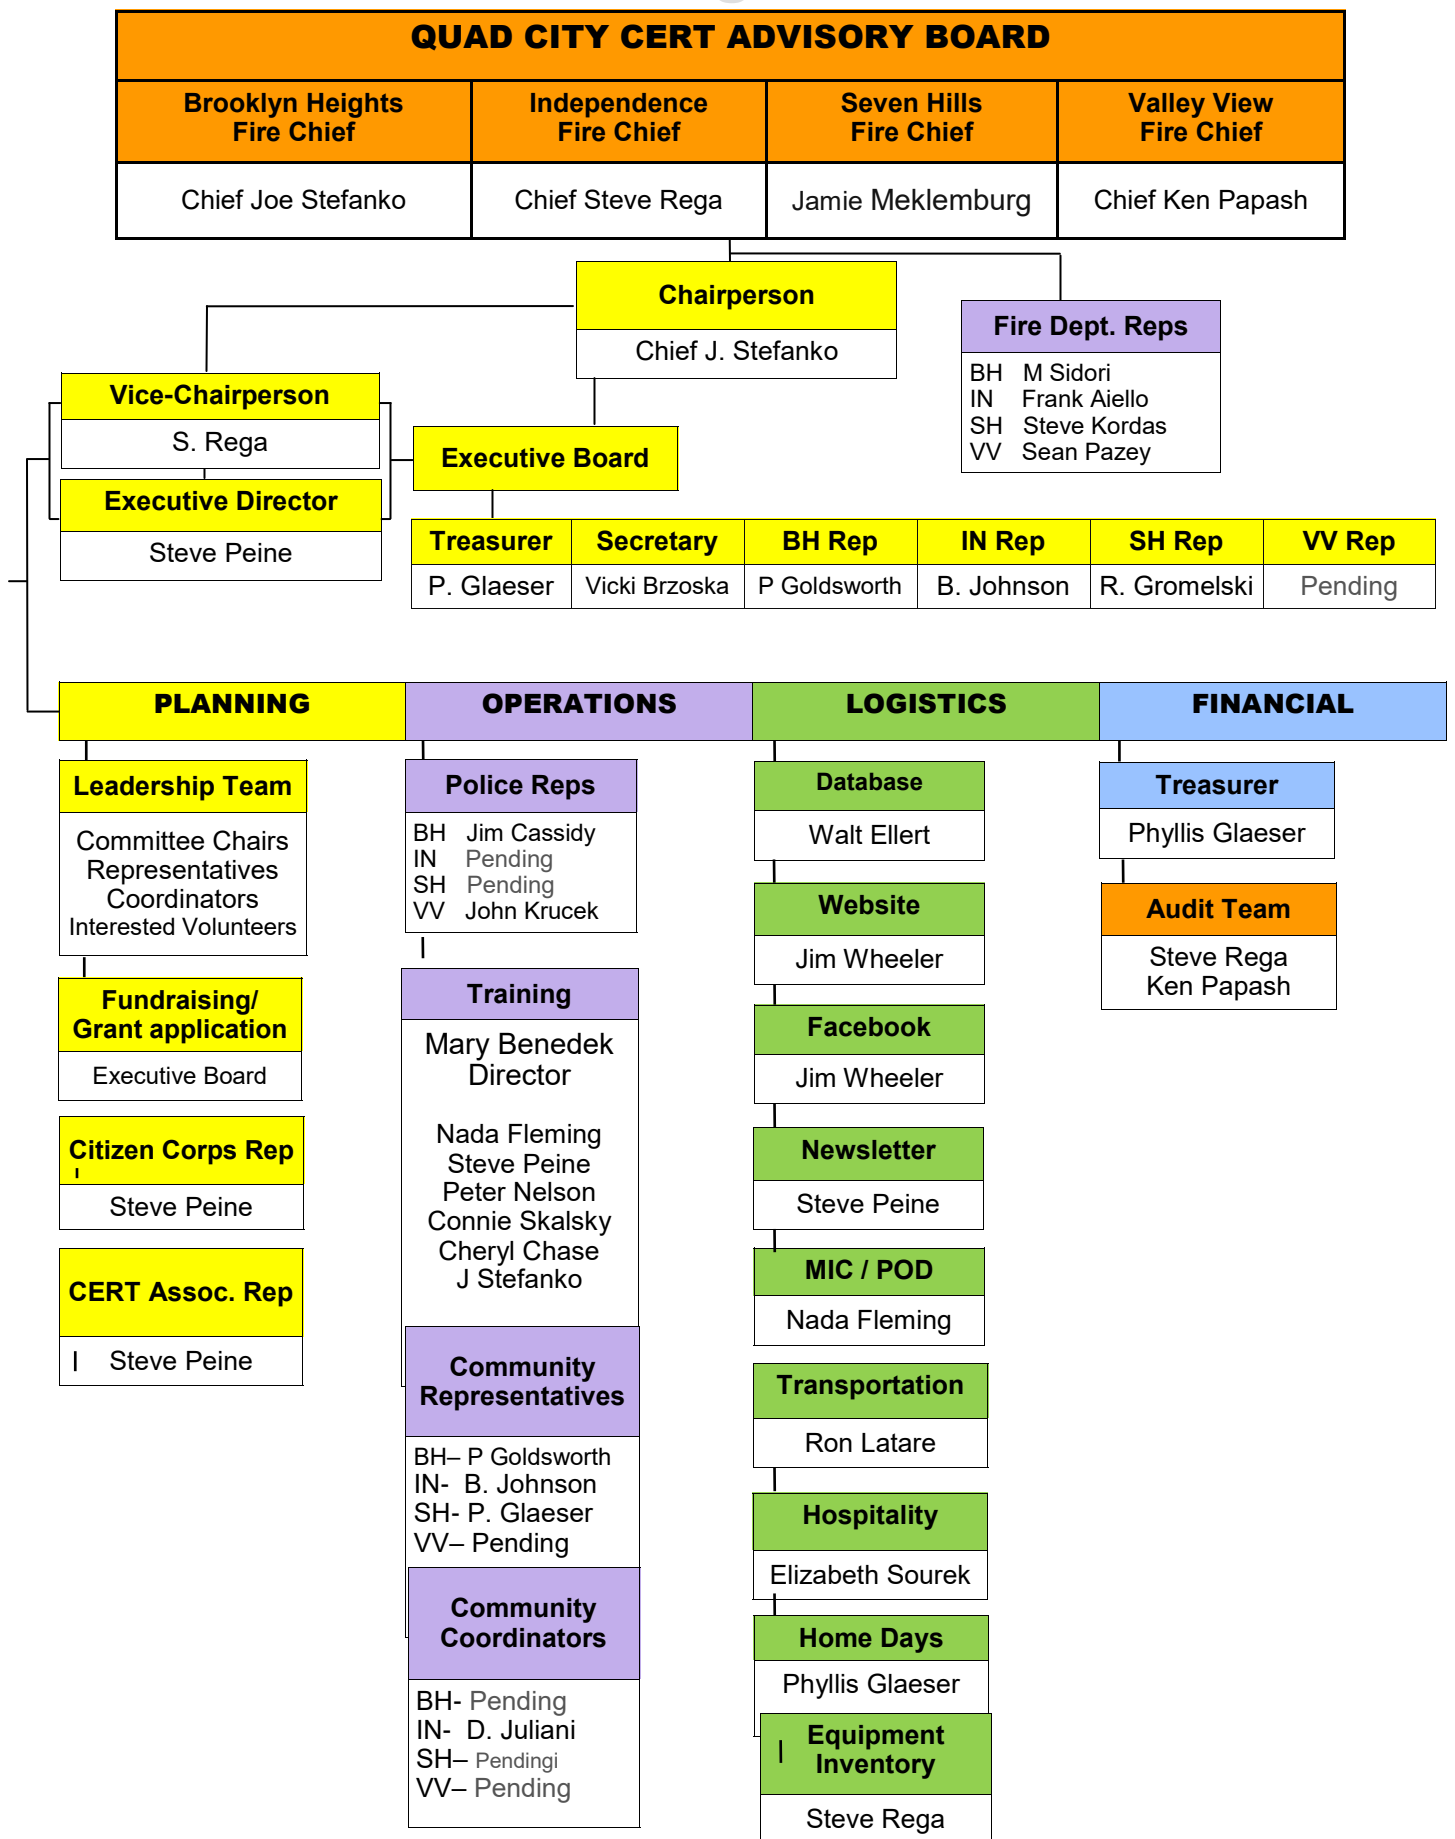 QUAD CITY CERT ADVISORY BOARD
Brooklyn Heights
Fire Chief
Independence
Fire Chief
Seven Hills
Fire Chief
Valley View
Fire Chief
Chief Joe Stefanko
Chief Steve Rega
Jamie Meklemburg
Chief Ken Papash
Chairperson
Chief J. Stefanko
Fire Dept. Reps
BH M Sidori
IN Frank Aiello
SH Steve Kordas
VV Sean Pazey
Vice-Chairperson
S. Rega
Executive Director
Steve Peine
Executive Board
Treasurer
Secretary
BH Rep
IN Rep
SH Rep
VV Rep
P. Glaeser
Vicki Brzoska
P Goldsworth
B. Johnson
R. Gromelski
Pending
PLANNING
OPERATIONS
LOGISTICS
FINANCIAL
Leadership Team
Committee Chairs
Representatives
Coordinators
Interested Volunteers
Fundraising/
Grant application
Executive Board
Citizen Corps Rep
Steve Peine
CERT Assoc. Rep
Steve Peine
Police Reps
BH Jim Cassidy
IN Pending
SH Pending
VV John Krucek
Training
Mary Benedek
Director
Nada Fleming
Steve Peine
Peter Nelson
Connie Skalsky
Cheryl Chase
J Stefanko
Community
Representatives
BH– P Goldsworth
IN- B. Johnson
SH- P. Glaeser
VV– Pending
Community
Coordinators
BH- Pending
IN- D. Juliani
SH– Pendingi
VV– Pending
Database
Walt Ellert
Website
Jim Wheeler
Facebook
Jim Wheeler
Newsletter
Steve Peine
MIC / POD
Nada Fleming
Transportation
Ron Latare
Hospitality
Elizabeth Sourek
Home Days
Phyllis Glaeser
Equipment
Inventory
Steve Rega
Treasurer
Phyllis Glaeser
Audit Team
Steve Rega
Ken Papash